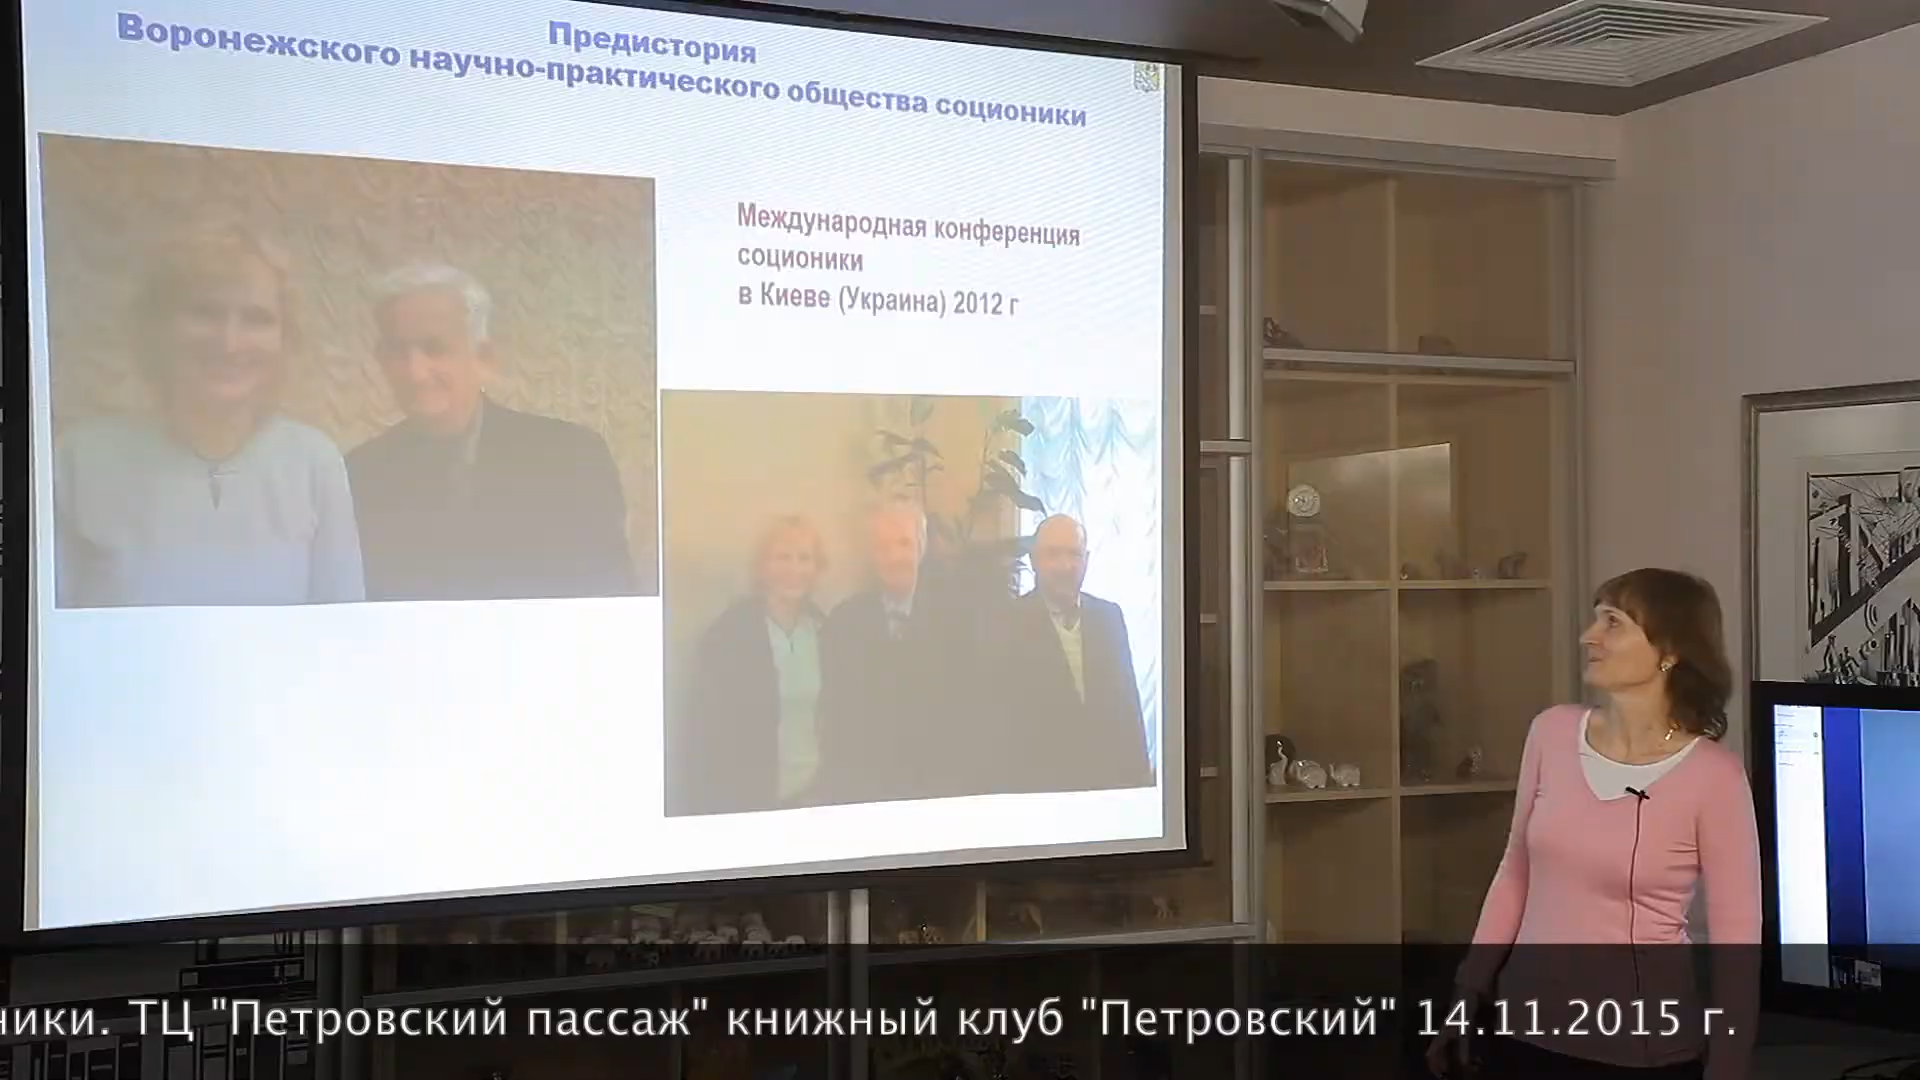 Предистория
Воронежского научно-практического общества соционики
Международная конференция
соционики
в Киеве (Украина) 2012 г
ники. ТЦ "Петровский пассаж" книжный клуб "Петровский" 14.11.2015 г.